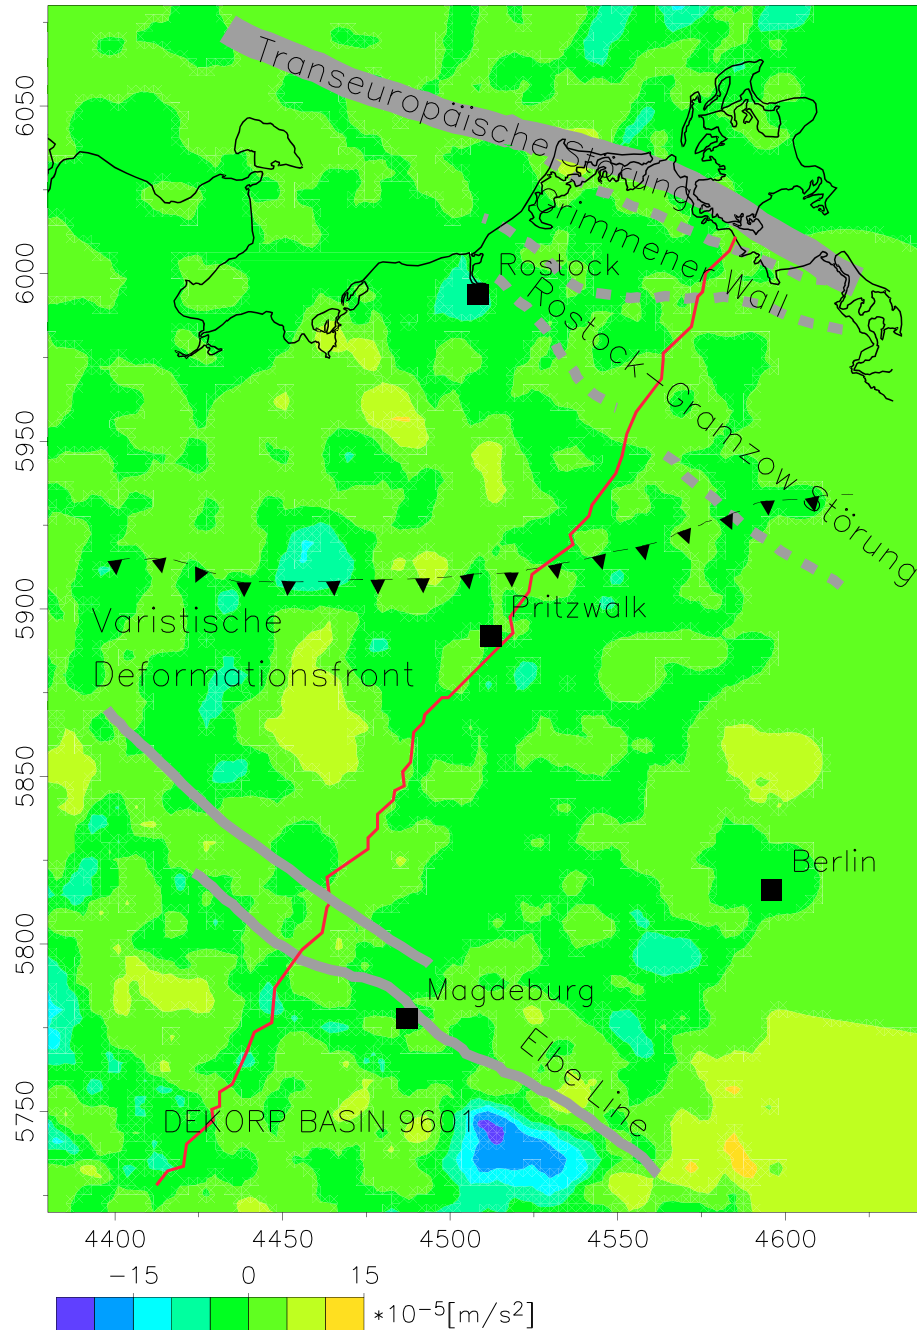 Transeuropäische Störung
Grimmener Wall
Rostock
Rostock-Gramzow Störung
Pritzwalk
Varistische
Deformationsfront
Berlin
Magdeburg
Elbe Line
DEKORP BASIN 9601
6050
6000
5950
5900
5850
5800
5750
4400 4450 4500 4550 4600
-15 0 15
*10⁻⁵[m/s²]